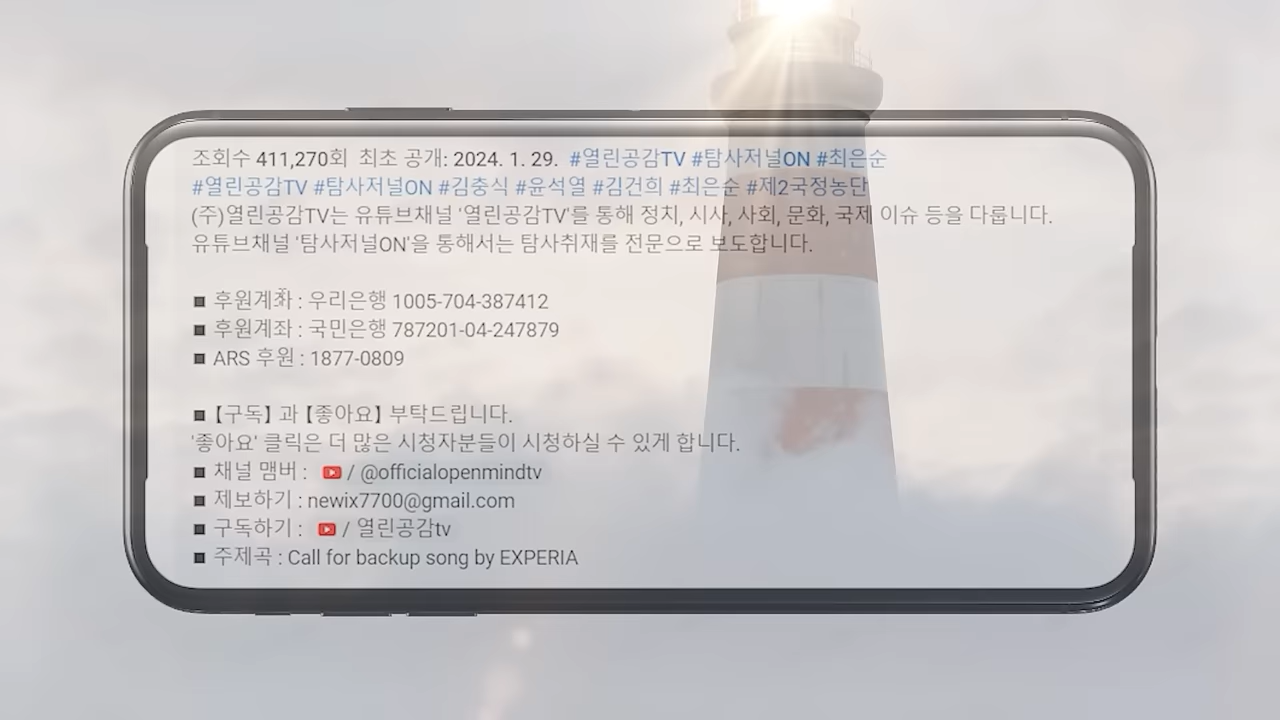 조회수 411,270회 최초 공개: 2024. 1. 29. #열린공감TV #탐사저널ON #최은순
#열린공감TV #탐사저널ON #김충식 #윤석열 #김건희 #최은순 #제2국정농단
(주)열린공감TV는 유튜브채널 '열린공감TV'를 통해 정치, 시사, 사회, 문화, 국제 이슈 등을 다룹니다.
유튜브채널 '탐사저널ON'을 통해서는 탐사취재를 전문으로 보도합니다.
■ 후원계좌 : 우리은행 1005-704-387412
■ 후원계좌 : 국민은행 787201-04-247879
■ ARS 후원 : 1877-0809
■【구독】과【좋아요】부탁드립니다.
'좋아요' 클릭은 더 많은 시청자분들이 시청하실 수 있게 합니다.
■ 채널 맴버 : / @officialopenmindtv
■ 제보하기 : newix7700@gmail.com
■ 구독하기 : / 열린공감tv
■ 주제곡 : Call for backup song by EXPERIA